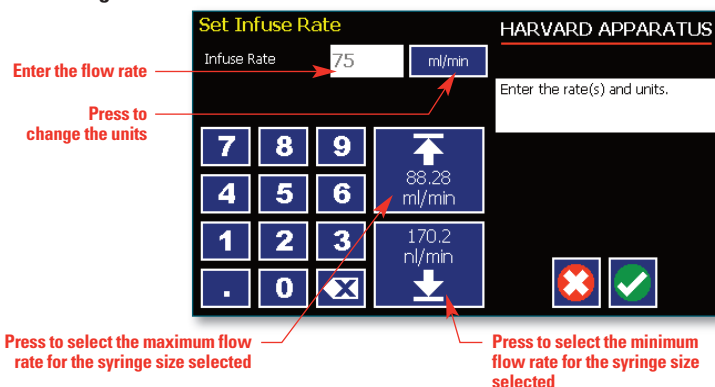 Set Infuse Rate
HARVARD APPARATUS
Infuse Rate 75 ml/min
Enter the flow rate
Enter the rate(s) and units.
Press to
change the units
7 8 9
88.28
ml/min
4 5 6
1 2 3
170.2
nl/min
. 0
Press to select the maximum flow
rate for the syringe size selected
Press to select the minimum
flow rate for the syringe size
selected